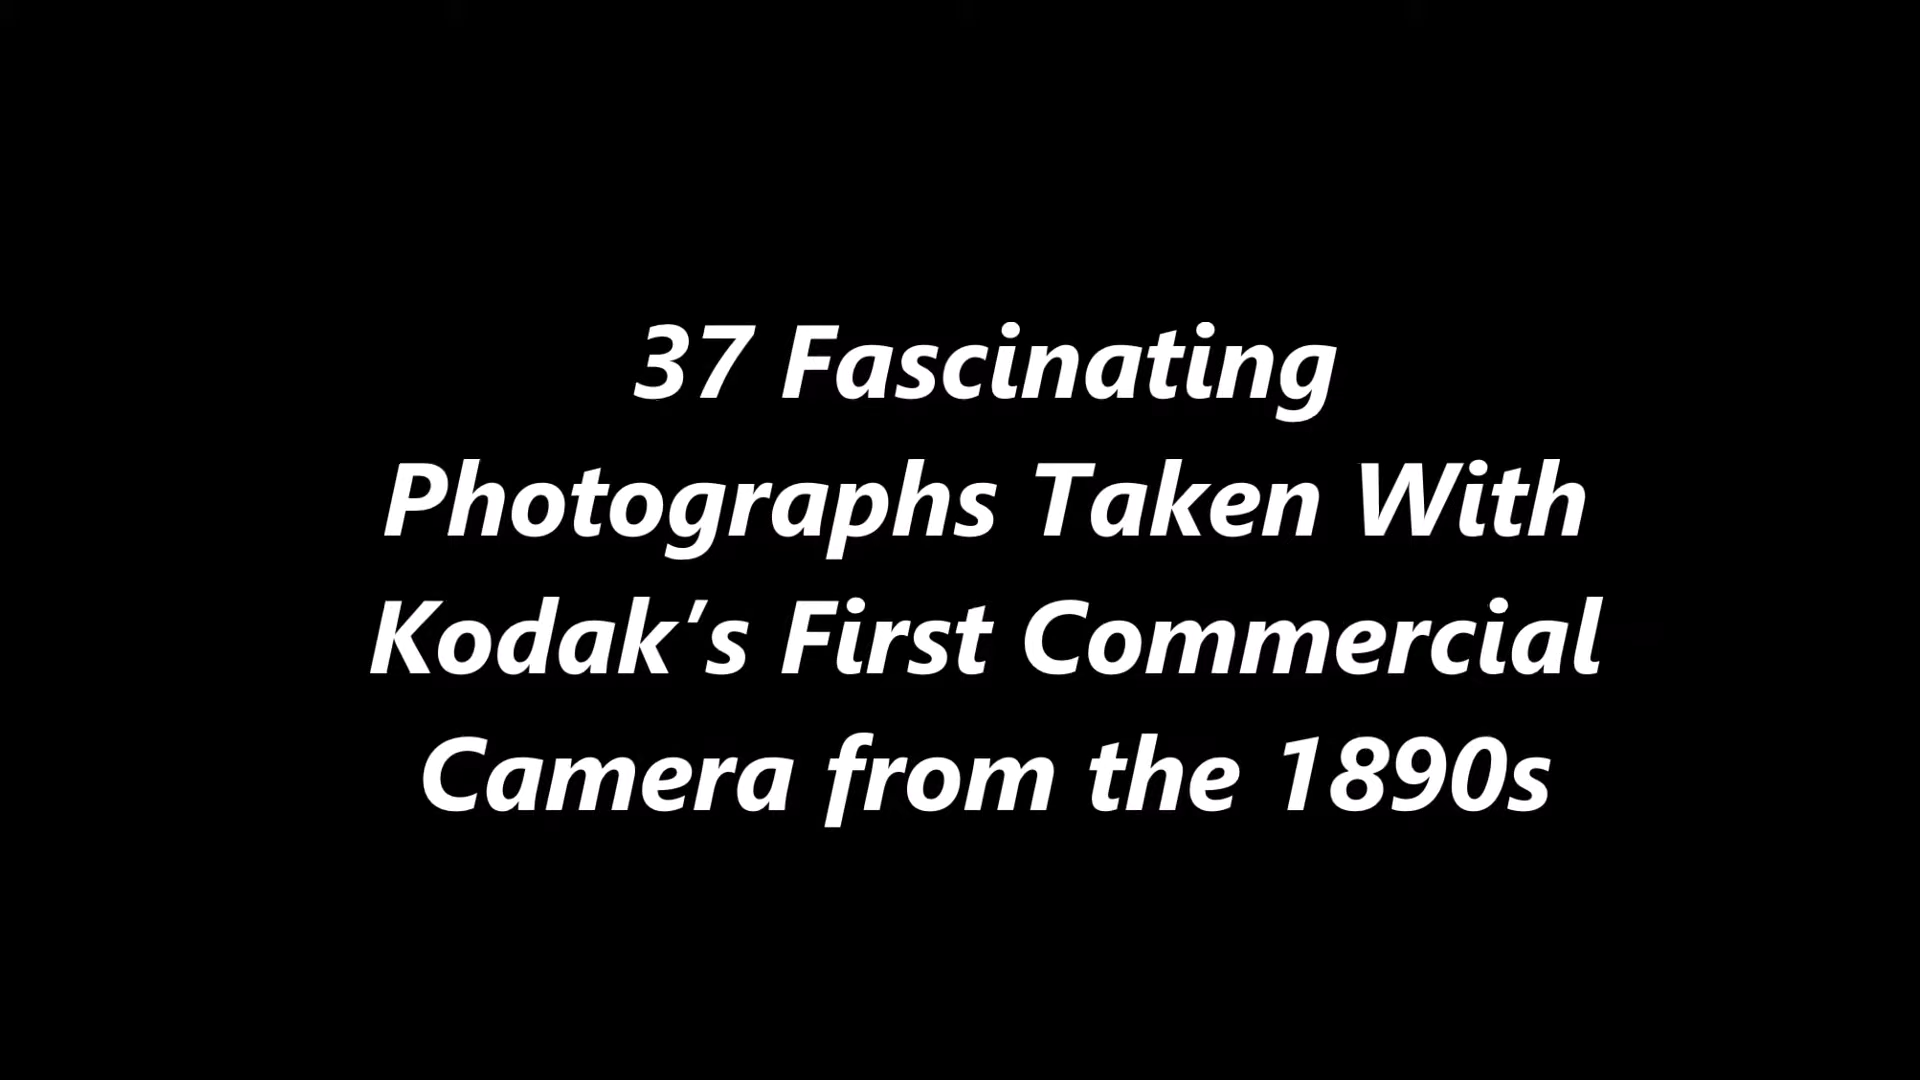 37 Fascinating
Photographs Taken With
Kodak’s First Commercial
Camera from the 1890s